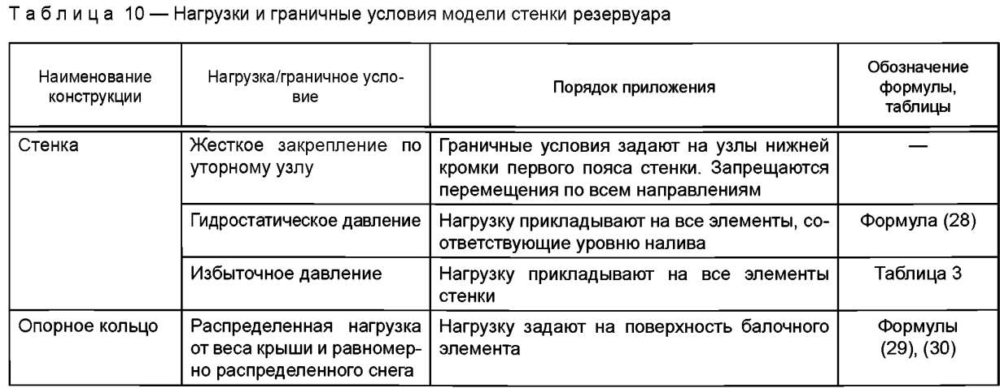 Т а б л и ц а 10 — Нагрузки и граничные условия модели стенки резервуара
Наименование
конструкции
Нагрузка/граничное усло-
вие
Порядок приложения
Обозначение
формулы,
таблицы
Стенка
Жесткое закрепление по
уторному узлу
Граничные условия задают на узлы нижней
кромки первого пояса стенки. Запрещаются
перемещения по всем направлениям
—
Гидростатическое давление
Нагрузку прикладывают на все элементы, со-
ответствующие уровню налива
Формула (28)
Избыточное давление
Нагрузку прикладывают на все элементы
стенки
Таблица 3
Опорное кольцо
Распределенная нагрузка
от веса крыши и равномер-
но распределенного снега
Нагрузку задают на поверхность балочного
элемента
Формулы
(29), (30)